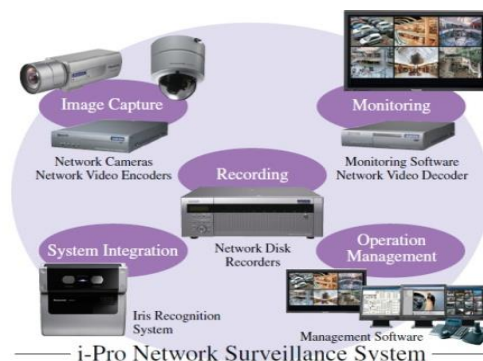 Image Capture
Monitoring
Network Cameras
Network Video Encoders
Monitoring Software
Network Video Decoder
Recording
Network Disk
Recorders
System Integration
Operation
Management
Iris Recognition
System
Management Software
i-Pro Network Surveillance System